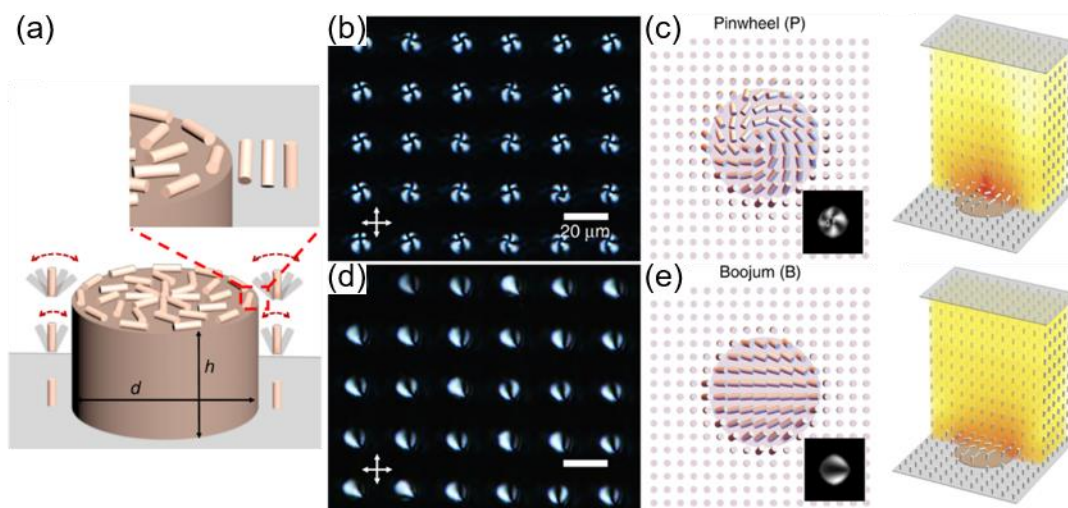 (a)
d
h
(b)
20 μm
(c)
Pinwheel (P)
(d)
(e)
Boojum (B)